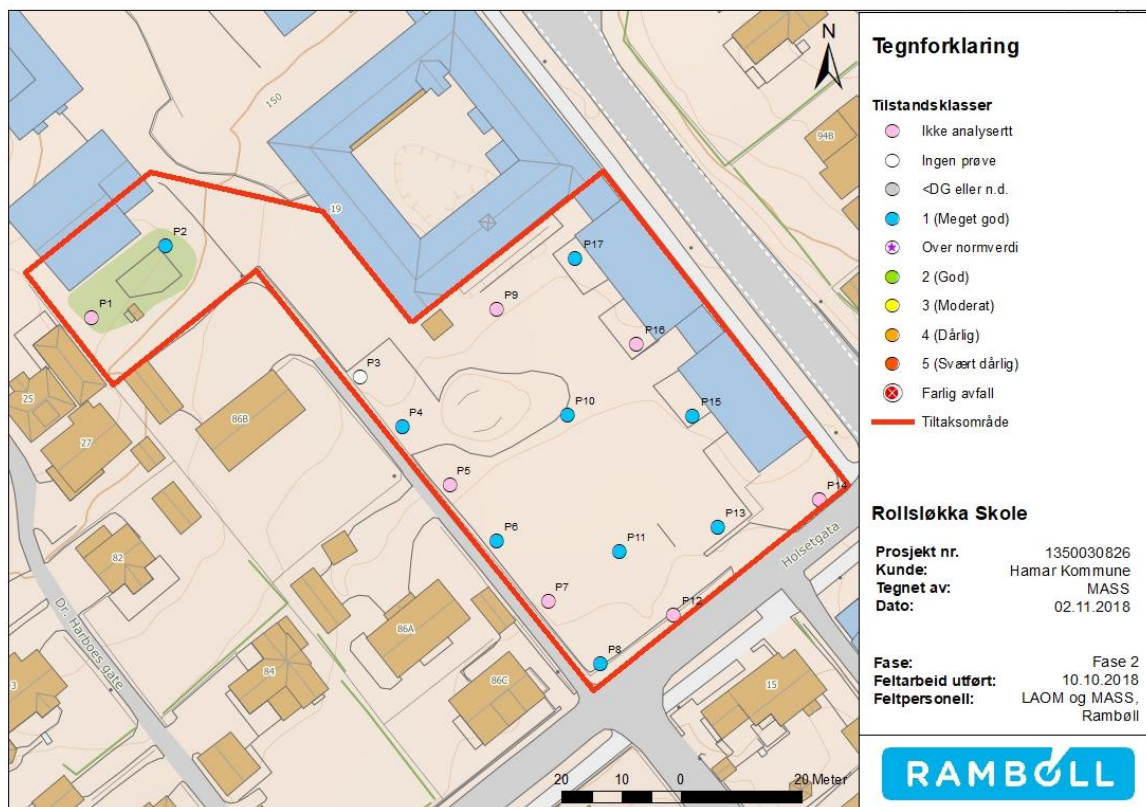 N
150
94B
19
P2
P17
P1
P9
P16
P3
25
86B
P10
P15
27
P4
P5
P14
P6
P13
P11
82
Holsetgata
P7
P12
86A
P8
Dr. Harboes gate
84
86C
15
3
20 10 0 20 Meter
Tegnforklaring
Tilstandsklasser
Ikke analysertt
Ingen prøve
<DG eller n.d.
1 (Meget god)
Over normverdi
2 (God)
3 (Moderat)
4 (Dårlig)
5 (Svært dårlig)
Farlig avfall
Tiltaksområde
Rollsløkka Skole
Prosjekt nr. 1350030826
Kunde: Hamar Kommune
Tegnet av: MASS
Dato: 02.11.2018
Fase: Fase 2
Feltarbeid utført: 10.10.2018
Feltpersonell: LAOM og MASS,
Rambøll
RAMBOLL